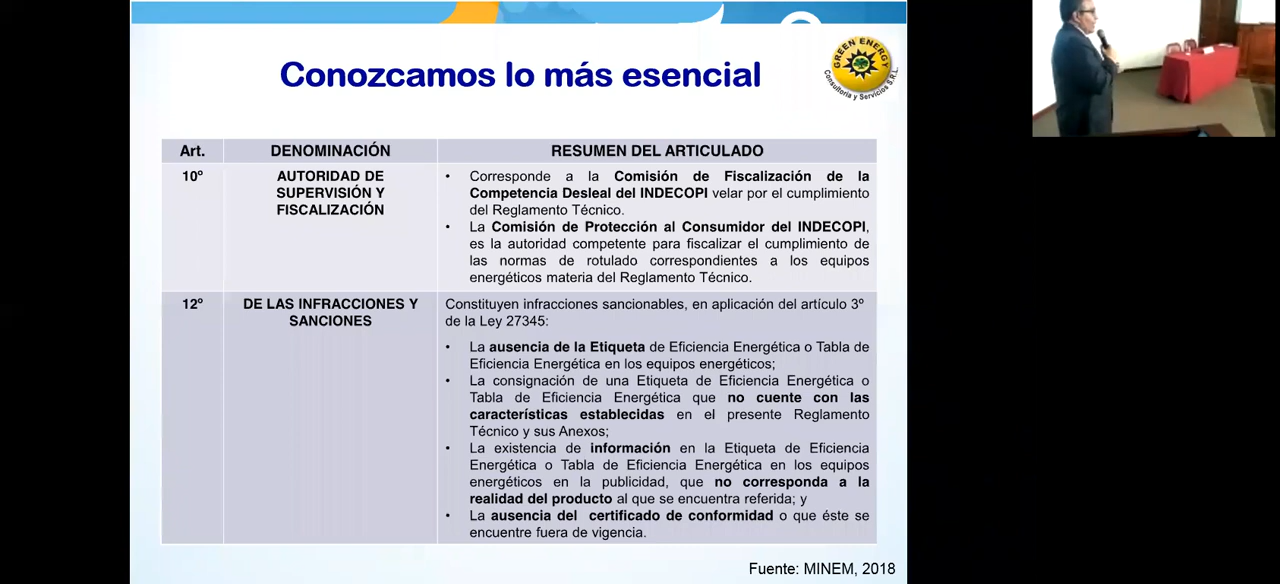 Conozcamos lo más esencial
GREEN ENERGY
Consultoría y Servicios S.R.L.
Art.
DENOMINACIÓN
RESUMEN DEL ARTICULADO
10º
AUTORIDAD DE
SUPERVISIÓN Y
FISCALIZACIÓN
• Corresponde a la Comisión de Fiscalización de la
Competencia Desleal del INDECOPI velar por el cumplimiento
del Reglamento Técnico.
• La Comisión de Protección al Consumidor del INDECOPI,
es la autoridad competente para fiscalizar el cumplimiento de
las normas de rotulado correspondientes a los equipos
energéticos materia del Reglamento Técnico.
12º
DE LAS INFRACCIONES Y
SANCIONES
Constituyen infracciones sancionables, en aplicación del artículo 3º
de la Ley 27345:
• La ausencia de la Etiqueta de Eficiencia Energética o Tabla de
Eficiencia Energética en los equipos energéticos;
• La consignación de una Etiqueta de Eficiencia Energética o
Tabla de Eficiencia Energética que no cuente con las
características establecidas en el presente Reglamento
Técnico y sus Anexos;
• La existencia de información en la Etiqueta de Eficiencia
Energética o Tabla de Eficiencia Energética en los equipos
energéticos en la publicidad, que no corresponda a la
realidad del producto al que se encuentra referida; y
• La ausencia del certificado de conformidad o que éste se
encuentre fuera de vigencia.
Fuente: MINEM, 2018